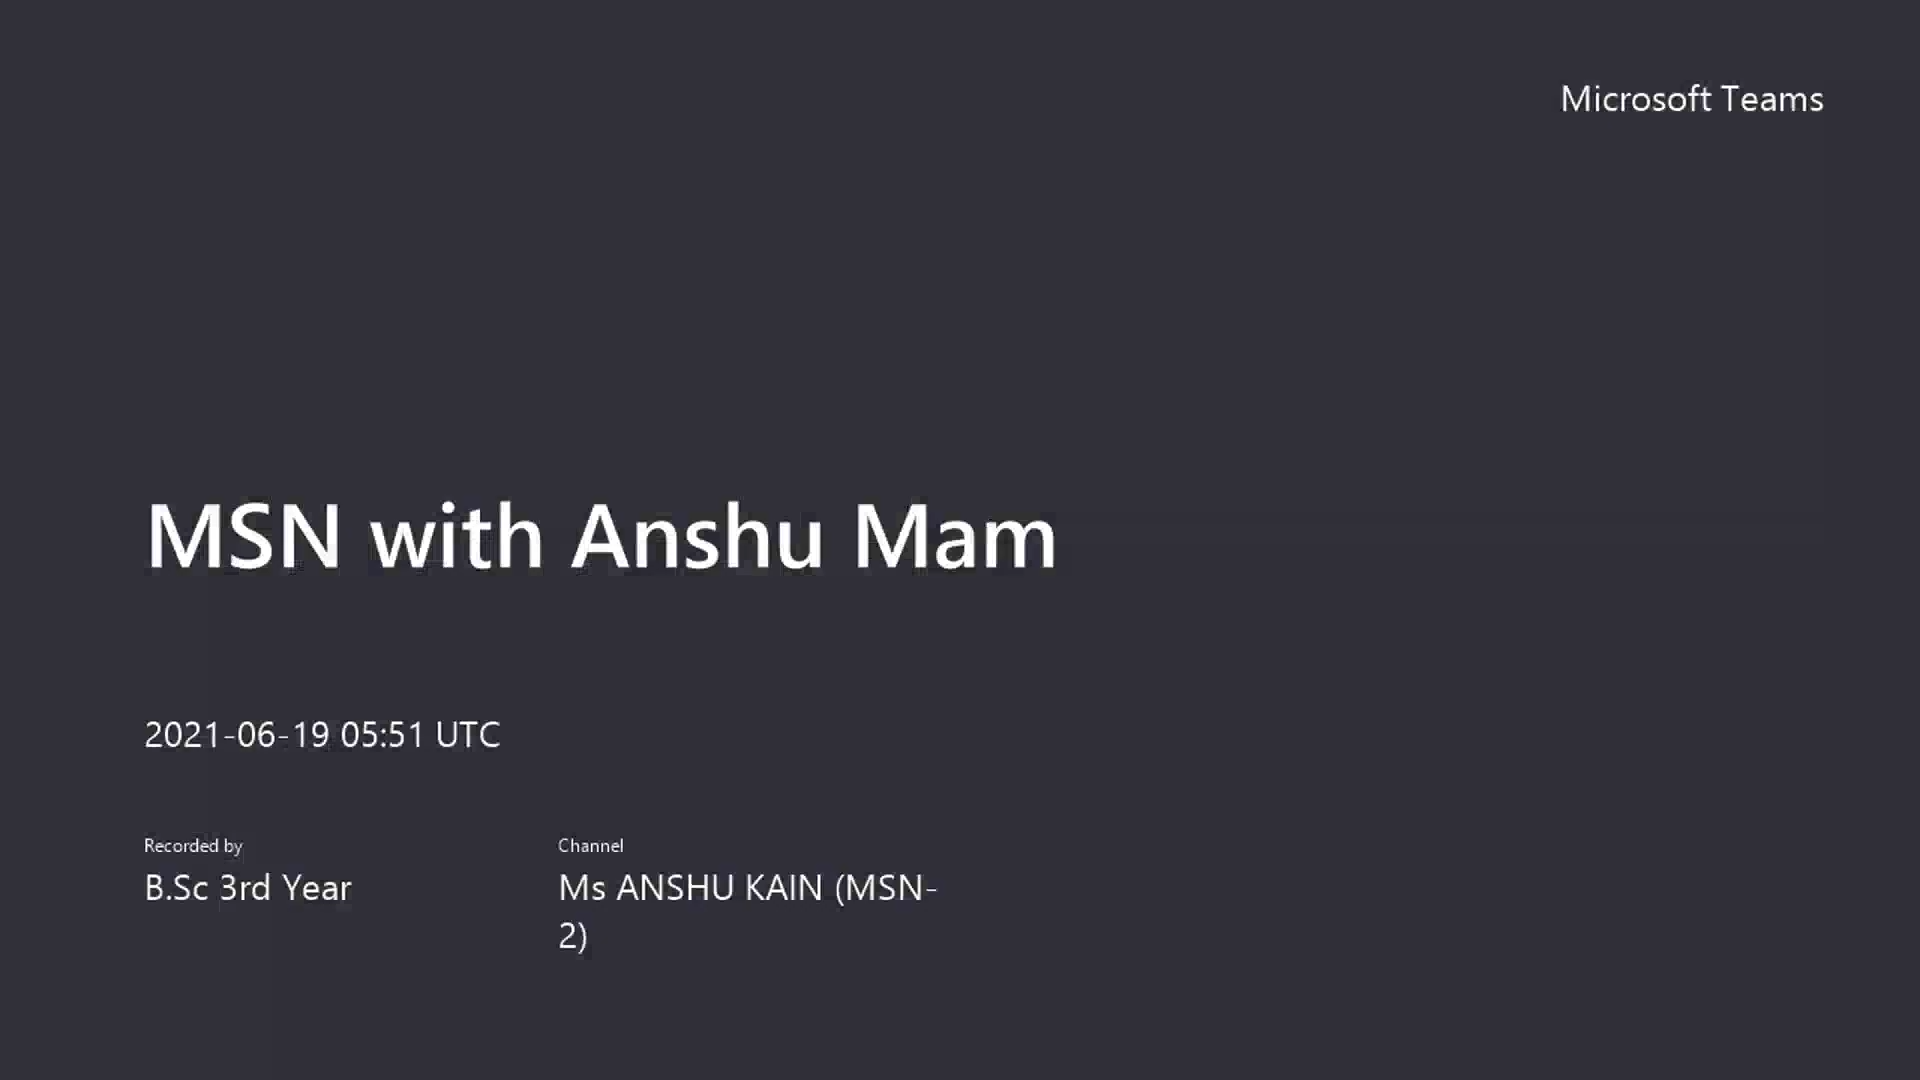 Microsoft Teams
MSN with Anshu Mam
2021-06-19 05:51 UTC
Recorded by
B.Sc 3rd Year
Channel
Ms ANSHU KAIN (MSN-
2)